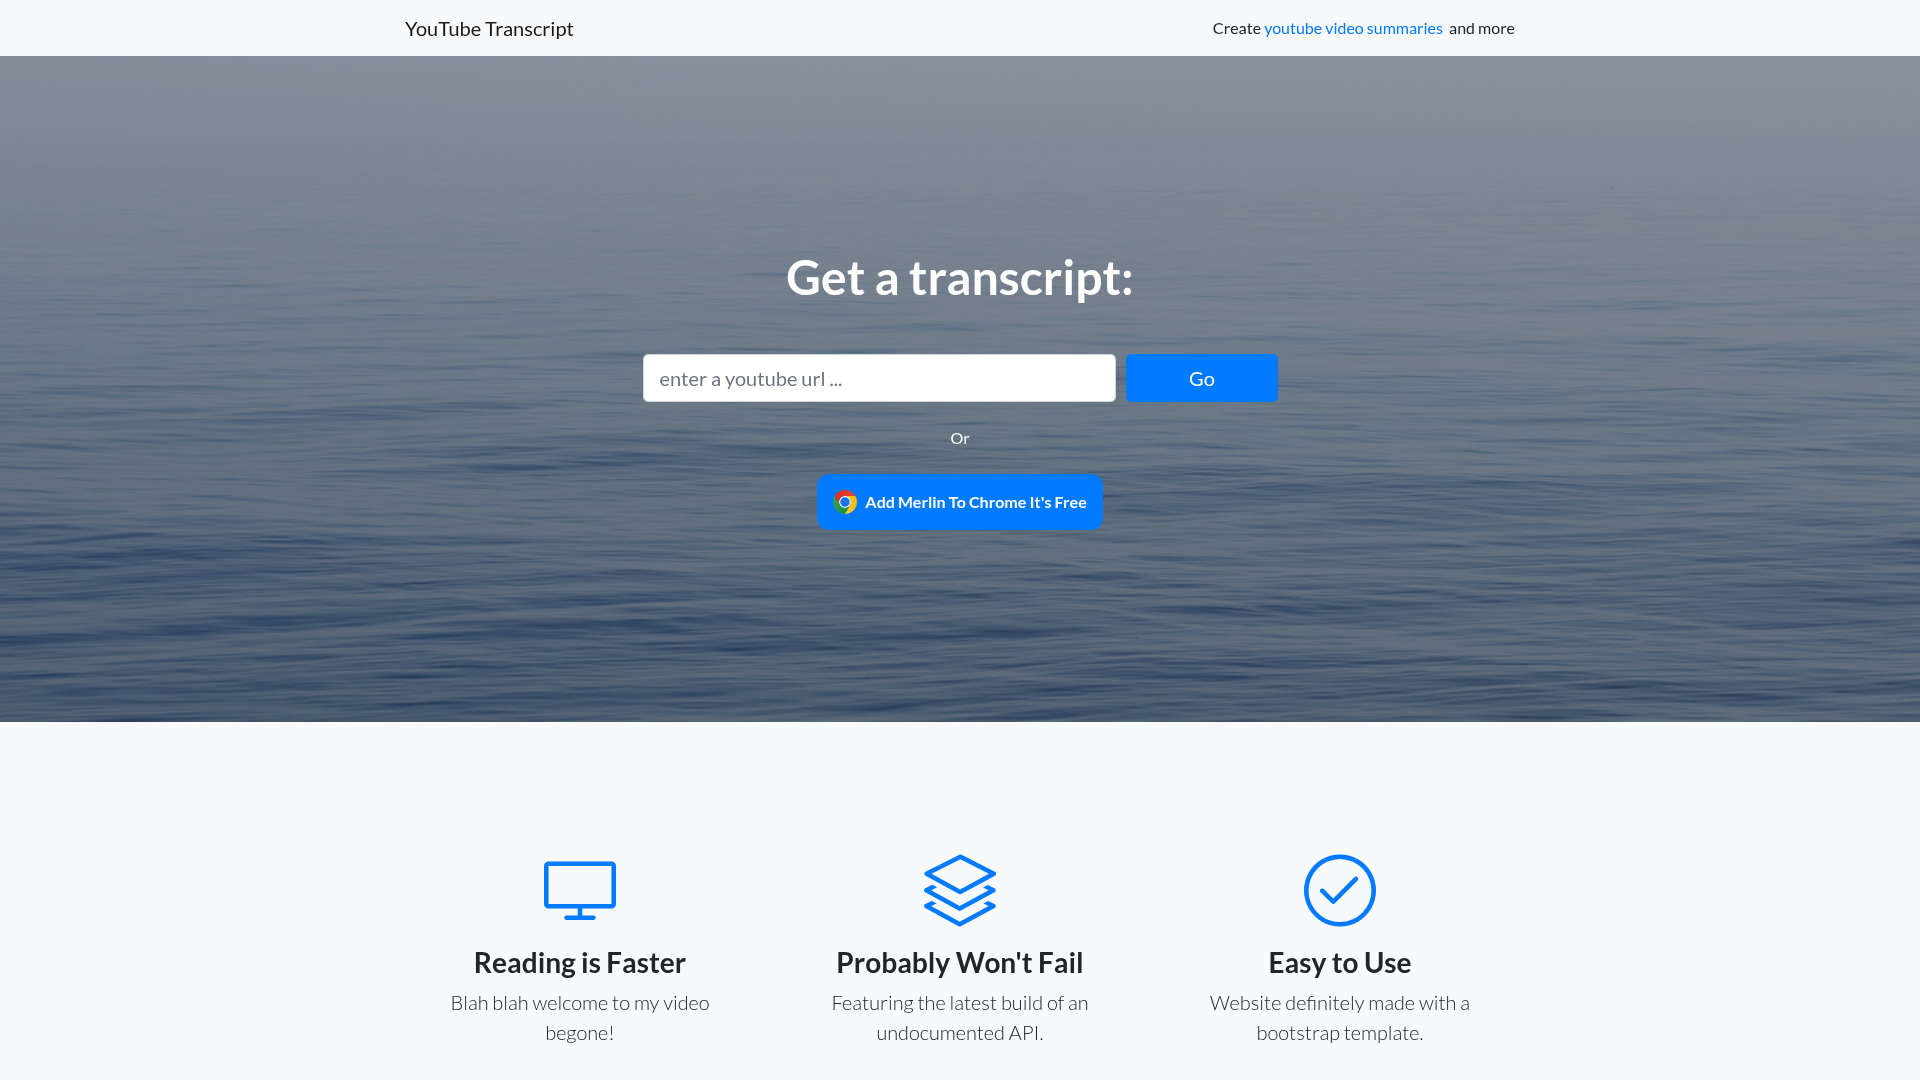 YouTube Transcript
Create youtube video summaries and more
Get a transcript:
enter a youtube url ...
Go
Or
Add Merlin To Chrome It's Free
Reading is Faster
Blah blah welcome to my video
begone!
Probably Won't Fail
Featuring the latest build of an
undocumented API.
Easy to Use
Website definitely made with a
bootstrap template.